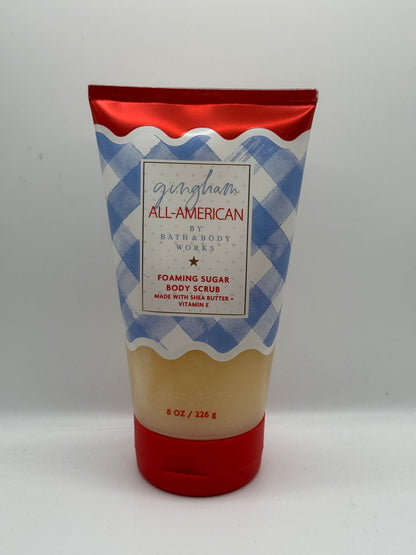 gingham
ALL-AMERICAN
BY
BATH & BODY
WORKS
FOAMING SUGAR
BODY SCRUB
MADE WITH SHEA BUTTER +
VITAMIN E
8 OZ / 226 g